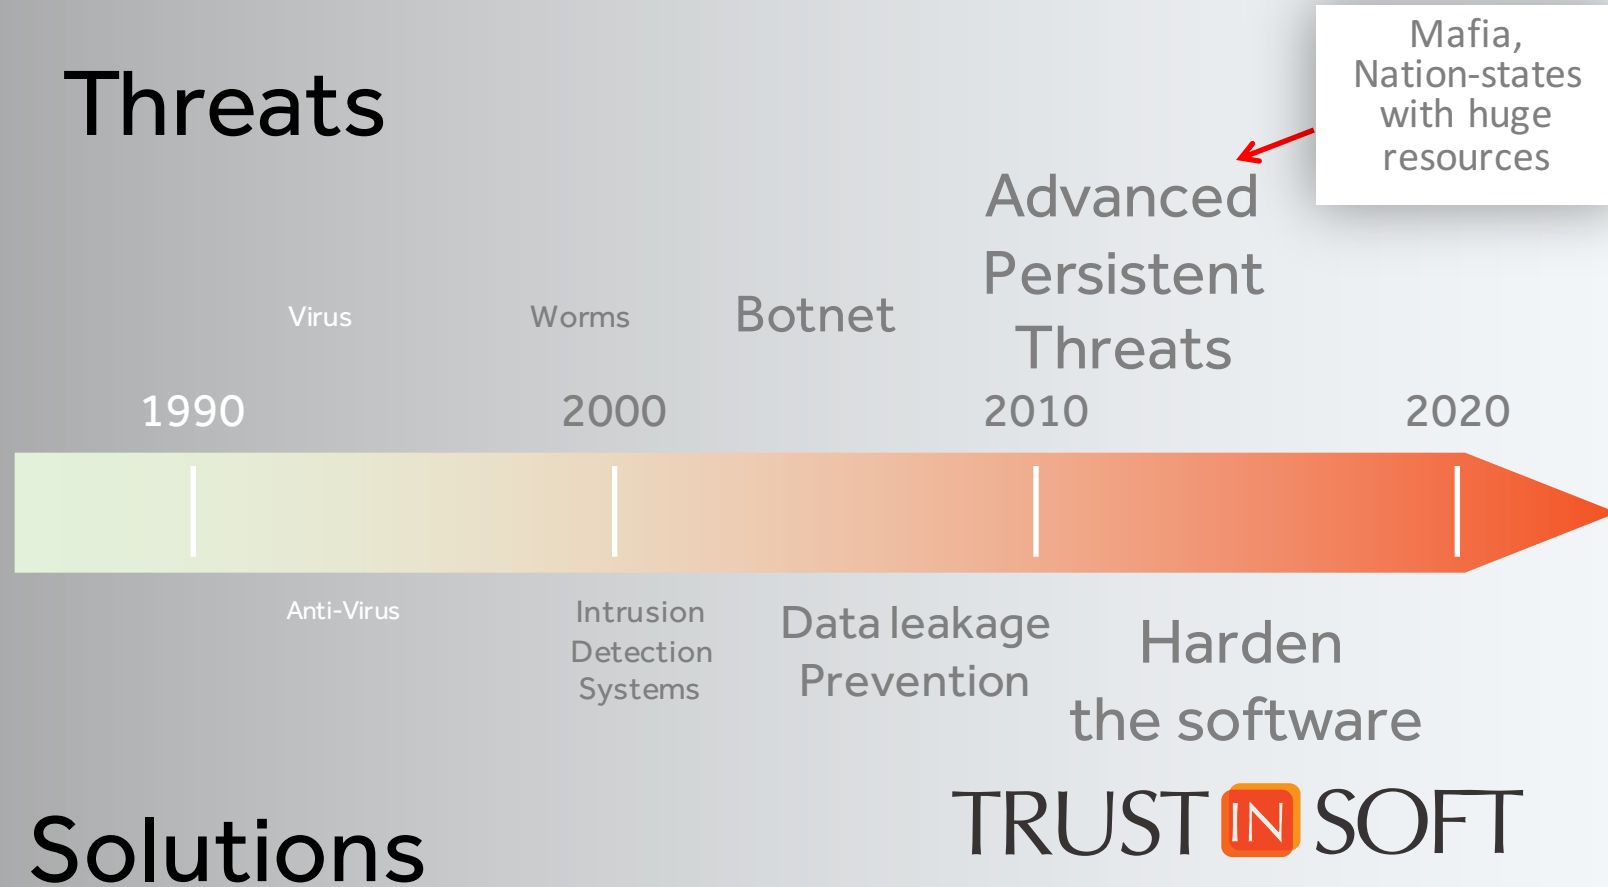 Threats
Mafia,
Nation-states
with huge
resources
Advanced
Persistent
Threats
Virus
Worms
Botnet
1990
2000
2010
2020
Anti-Virus
Intrusion
Detection
Systems
Data leakage
Prevention
Harden
the software
TRUST IN SOFT
Solutions